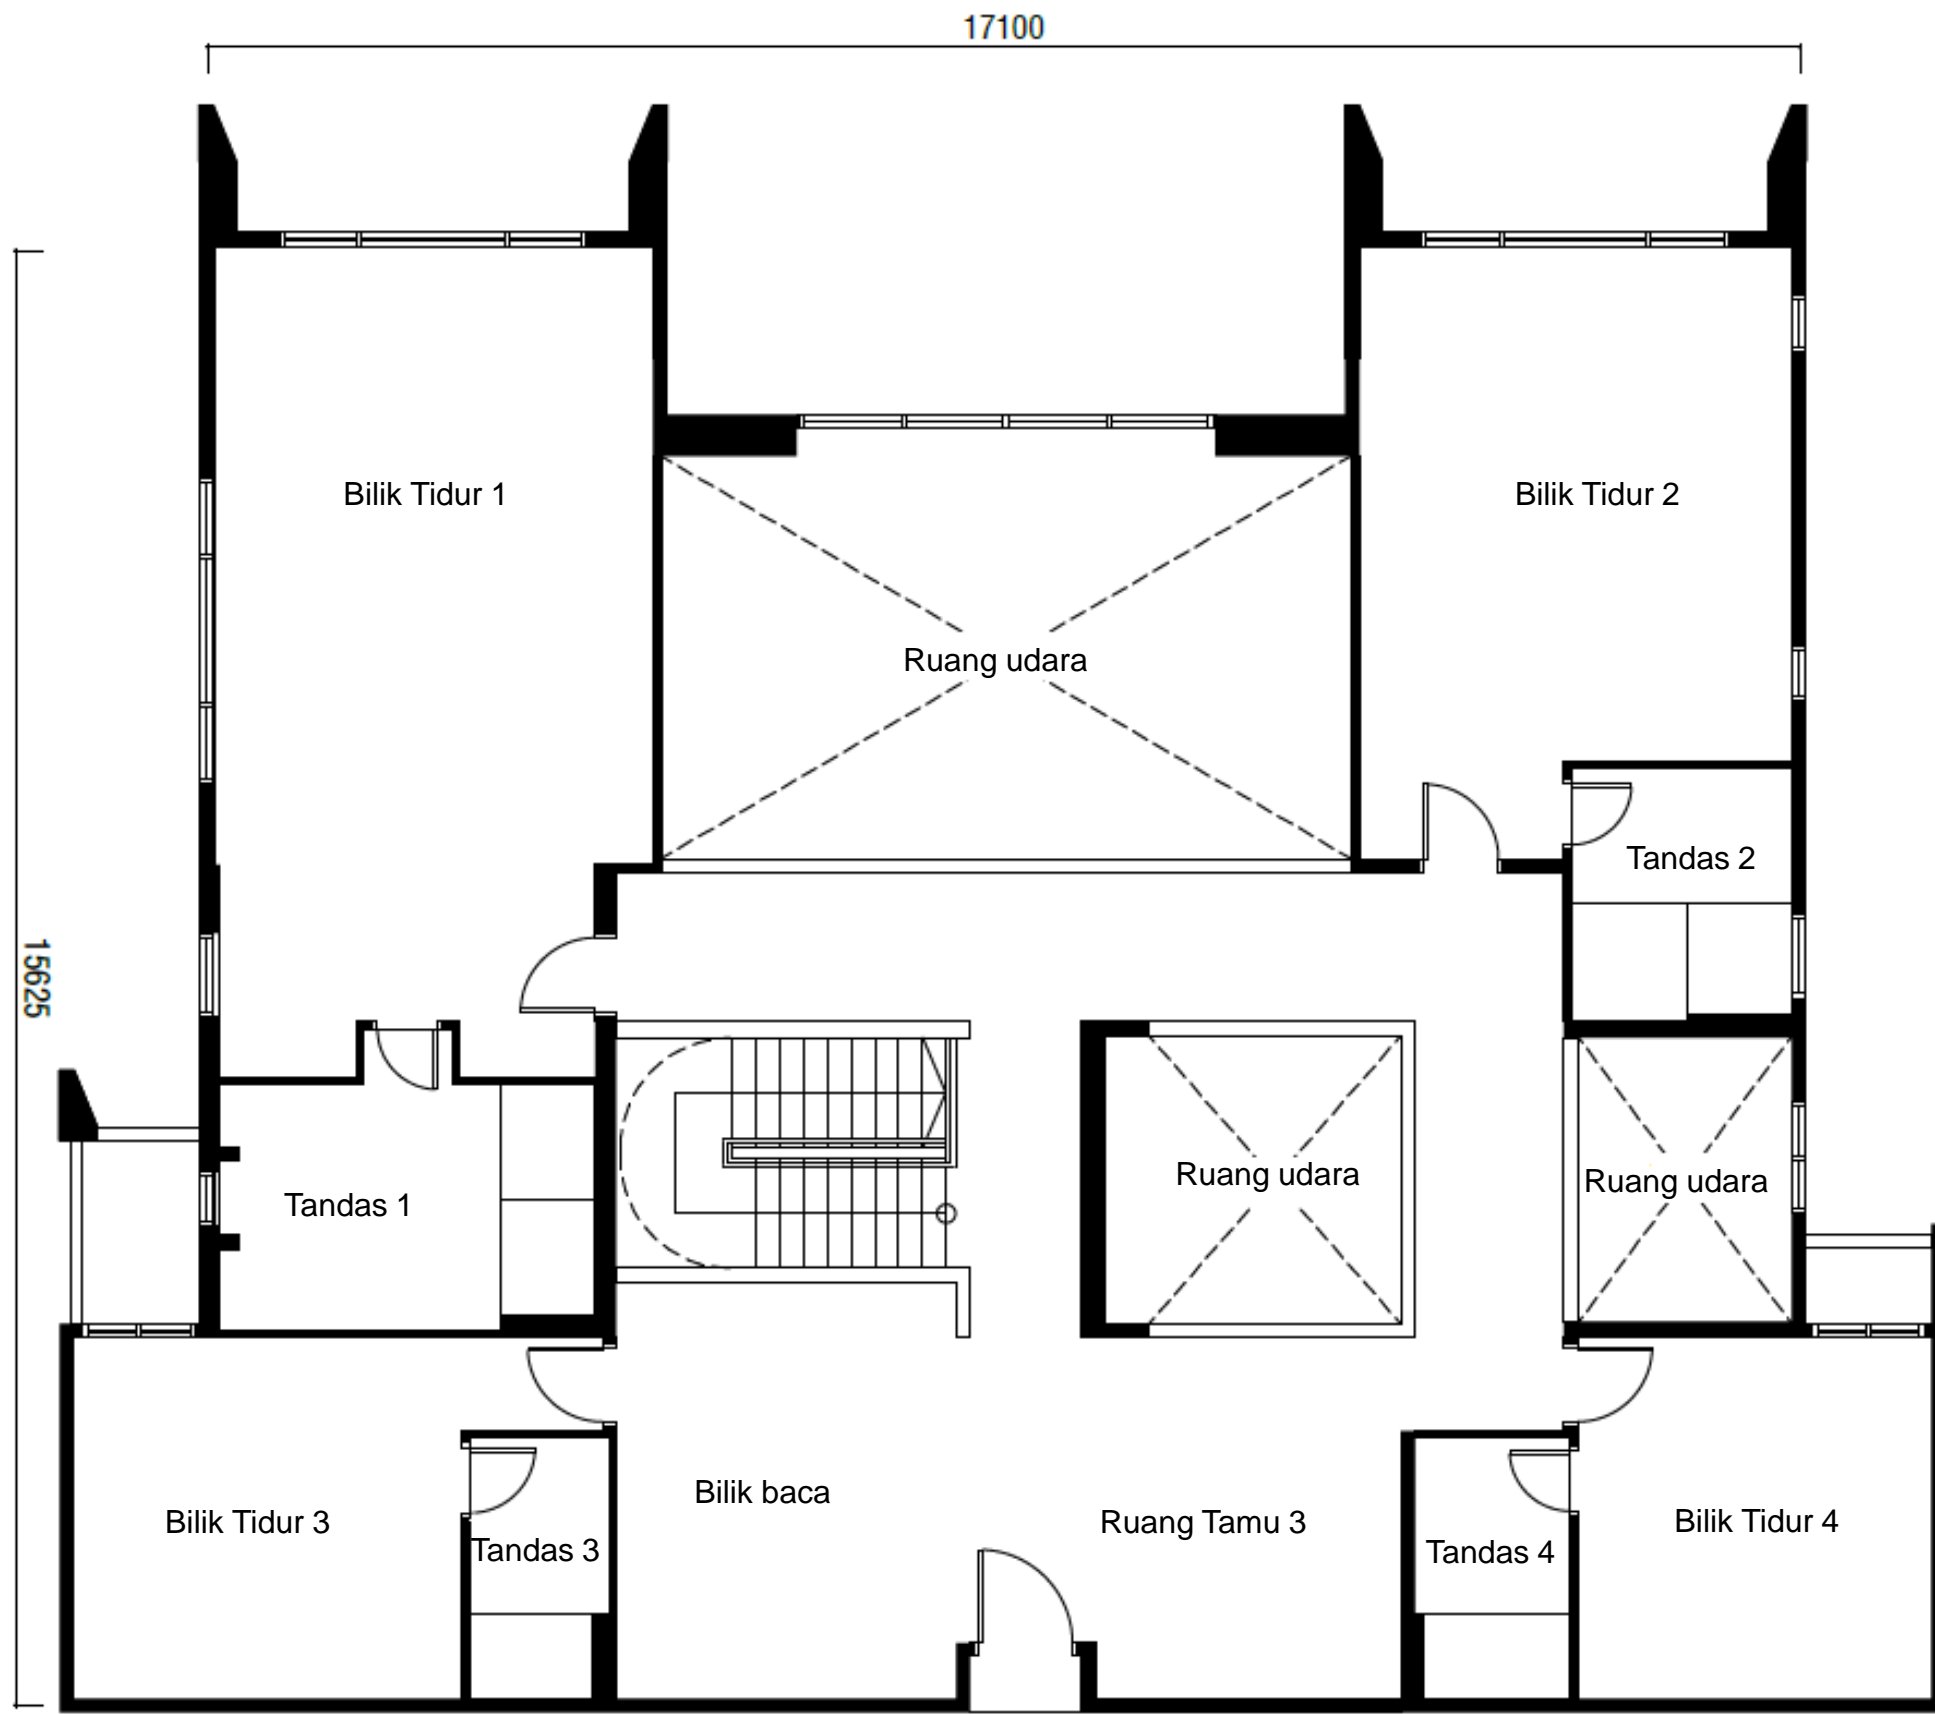 17100
Bilik Tidur 1
Bilik Tidur 2
Ruang udara
Tandas 2
15625
Ruang udara
Ruang udara
Tandas 1
Bilik baca
Bilik Tidur 3
Ruang Tamu 3
Bilik Tidur 4
Tandas 3
Tandas 4